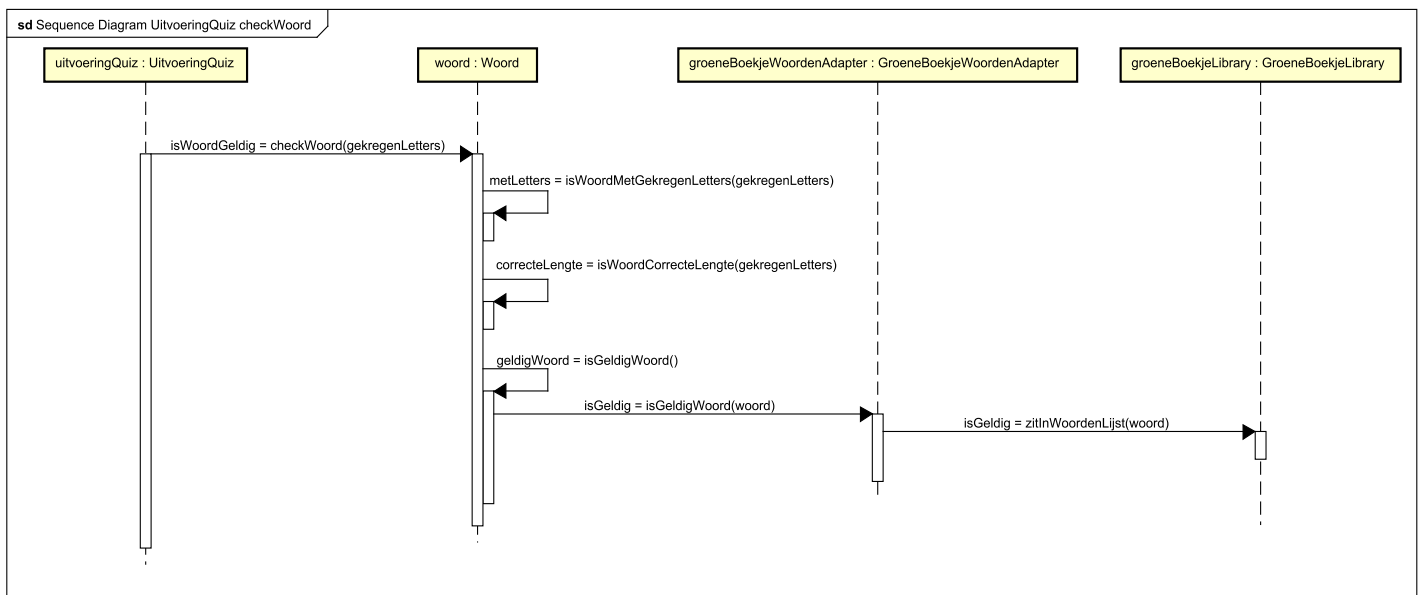 sd Sequence Diagram UitvoeringQuiz checkWoord
uitvoeringQuiz : UitvoeringQuiz
woord : Woord
groeneBoekjeWoordenAdapter : GroeneBoekjeWoordenAdapter
groeneBoekjeLibrary : GroeneBoekjeLibrary
isWoordGeldig = checkWoord(gekregenLetters)
metLetters = isWoordMetGekregenLetters(gekregenLetters)
correcteLengte = isWoordCorrecteLengte(gekregenLetters)
geldigWoord = isGeldigWoord()
isGeldig = isGeldigWoord(woord)
isGeldig = zitInWoordenLijst(woord)